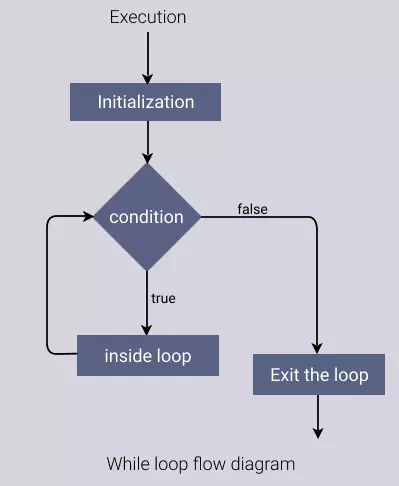 Execution
Initialization
condition
false
true
inside loop
Exit the loop
While loop flow diagram